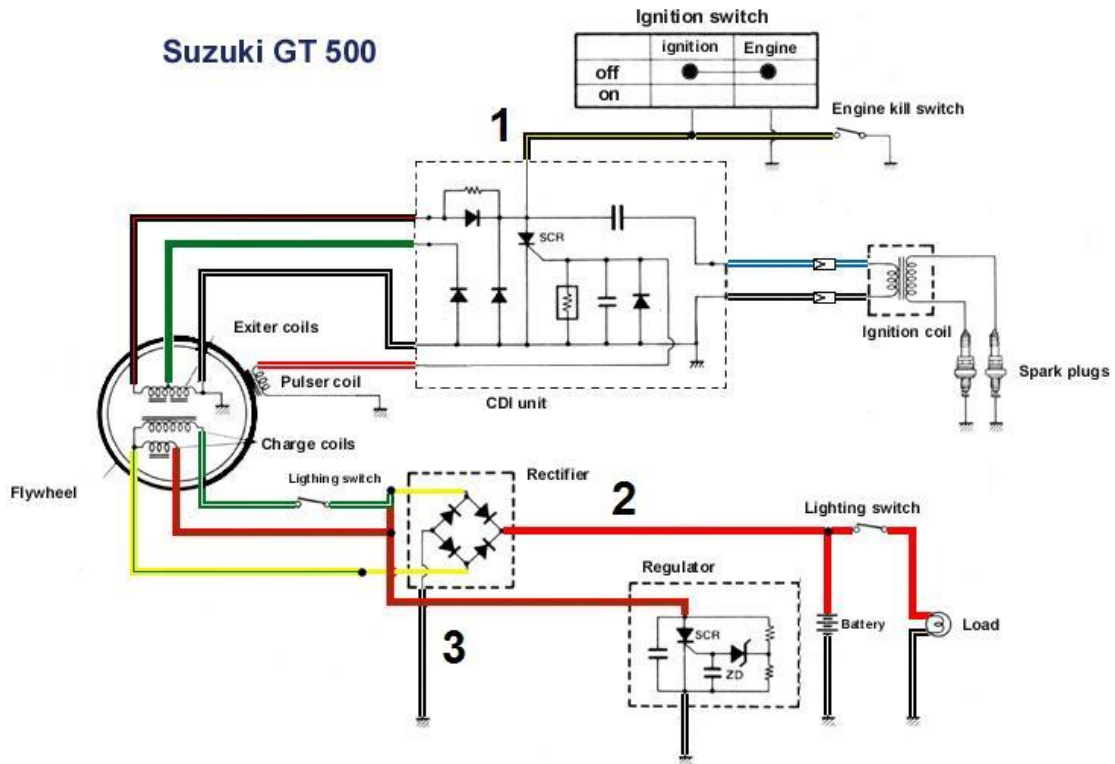 Ignition switch
Suzuki GT 500
ignition Engine
off
on
Engine kill switch
1
SCR
Exiter coils
Ignition coil
Pulser coil
Spark plugs
CDI unit
Charge coils
Flywheel
Ligthing switch
Rectifier
2
Lighting switch
Regulator
SCR
Battery
Load
3
ZD